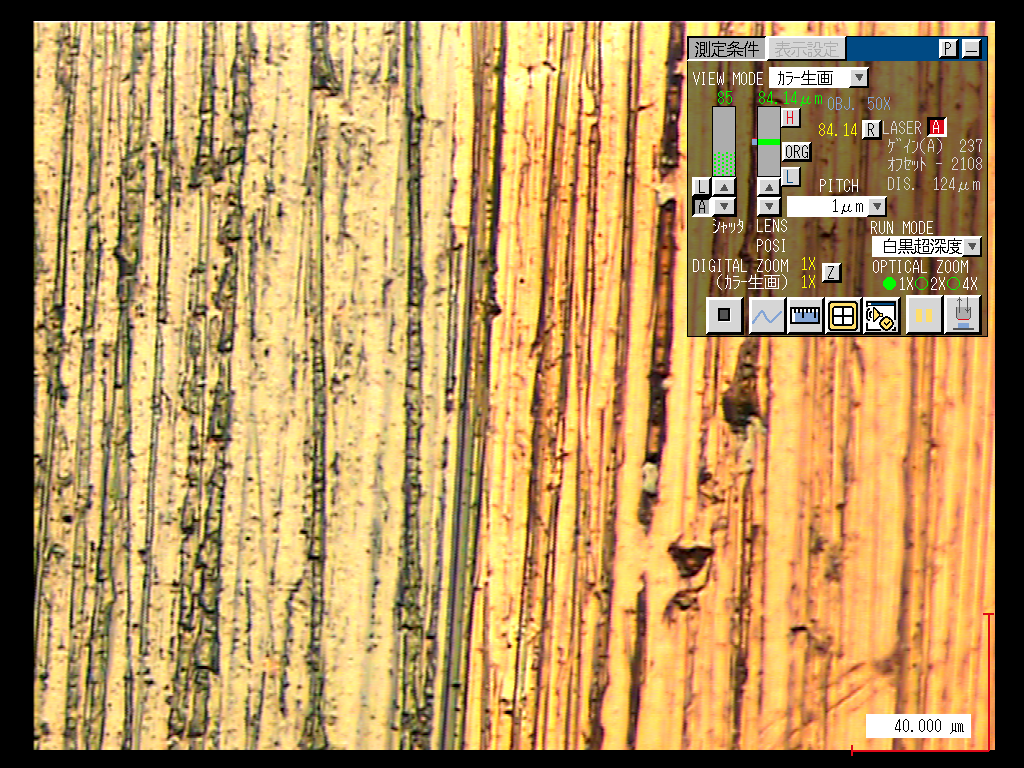 測定条件 表示設定 P —
VIEW MODE ｶﾗｰ生画
85 84.14μm OBJ. 50X
H
84.14 R LASER A
ｹﾞｲﾝ(A) 237
ORG
ｵﾌｾｯﾄ - 2108
L DIS. 124μm
L PITCH
A 1μm
ｼｬｯﾀ LENS RUN MODE
POSI 白黒超深度
DIGITAL ZOOM 1X Z OPTICAL ZOOM
(ｶﾗｰ生画) 1X 1X 2X 4X
40.000 μm